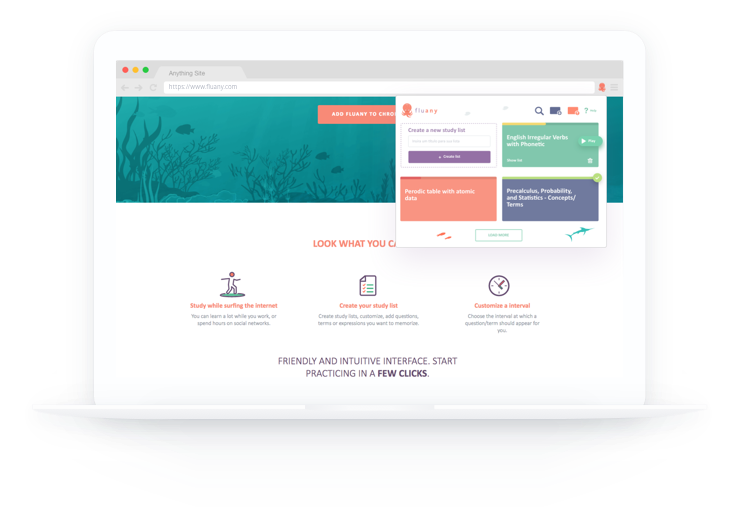 Anything Site
https://www.fluany.com
ADD FLUANY TO CHRO
fluany
? Help
Create a new study list
+ Create list
English Irregular Verbs
with Phonetic
Play
Show list
Periodic table with atomic
data
Precalculus, Probability,
and Statistics - Concepts/
Terms
LOAD MORE
LOOK WHAT YOU CA
Study while surfing the internet
You can learn a lot while you work, or
spend hours on social networks.
Create your study list
Create study lists, customize, add questions,
terms or expressions you want to memorize.
Customize a interval
Choose the interval at which a
question/term should appear for
you.
FRIENDLY AND INTUITIVE INTERFACE. START
PRACTICING IN A FEW CLICKS.